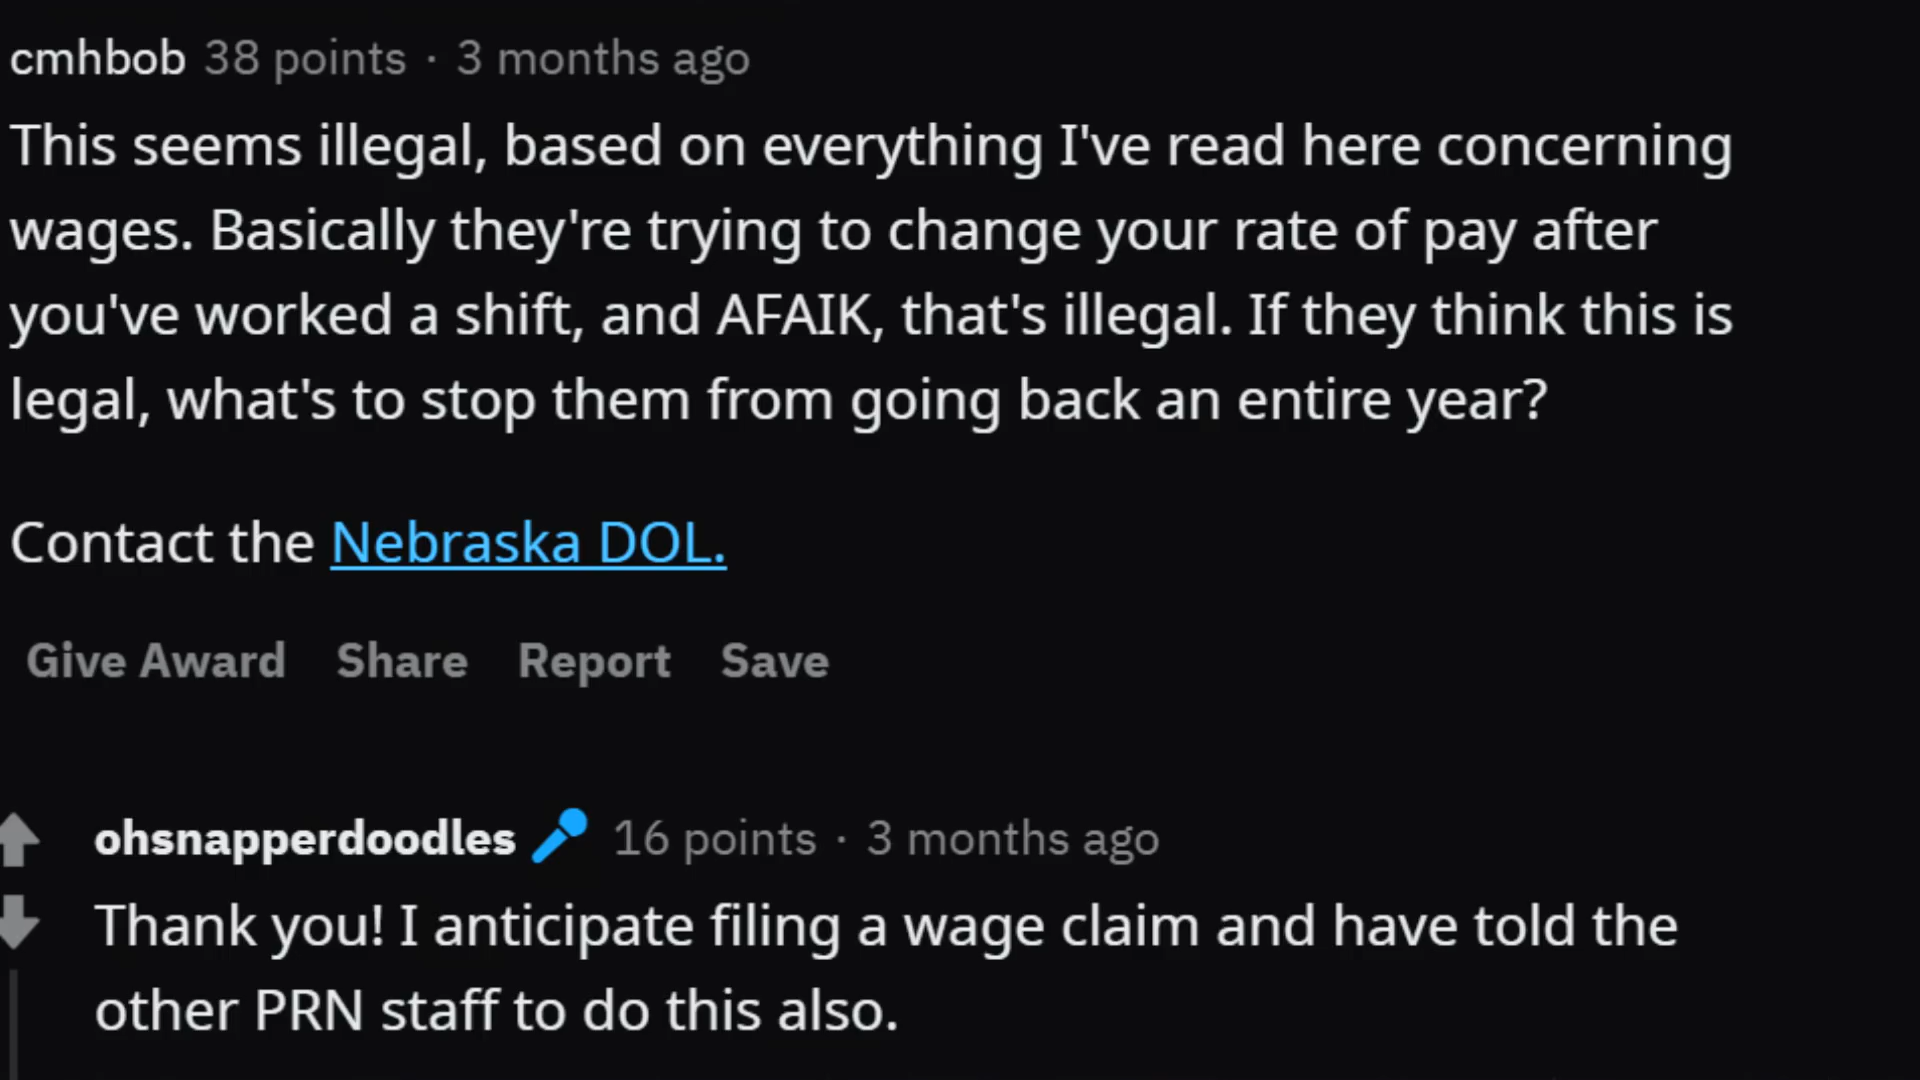 cmhbob 38 points · 3 months ago
This seems illegal, based on everything I've read here concerning
wages. Basically they're trying to change your rate of pay after
you've worked a shift, and AFAIK, that's illegal. If they think this is
legal, what's to stop them from going back an entire year?
Contact the Nebraska DOL.
Give Award Share Report Save
ohsnapperdoodles 16 points · 3 months ago
Thank you! I anticipate filing a wage claim and have told the
other PRN staff to do this also.